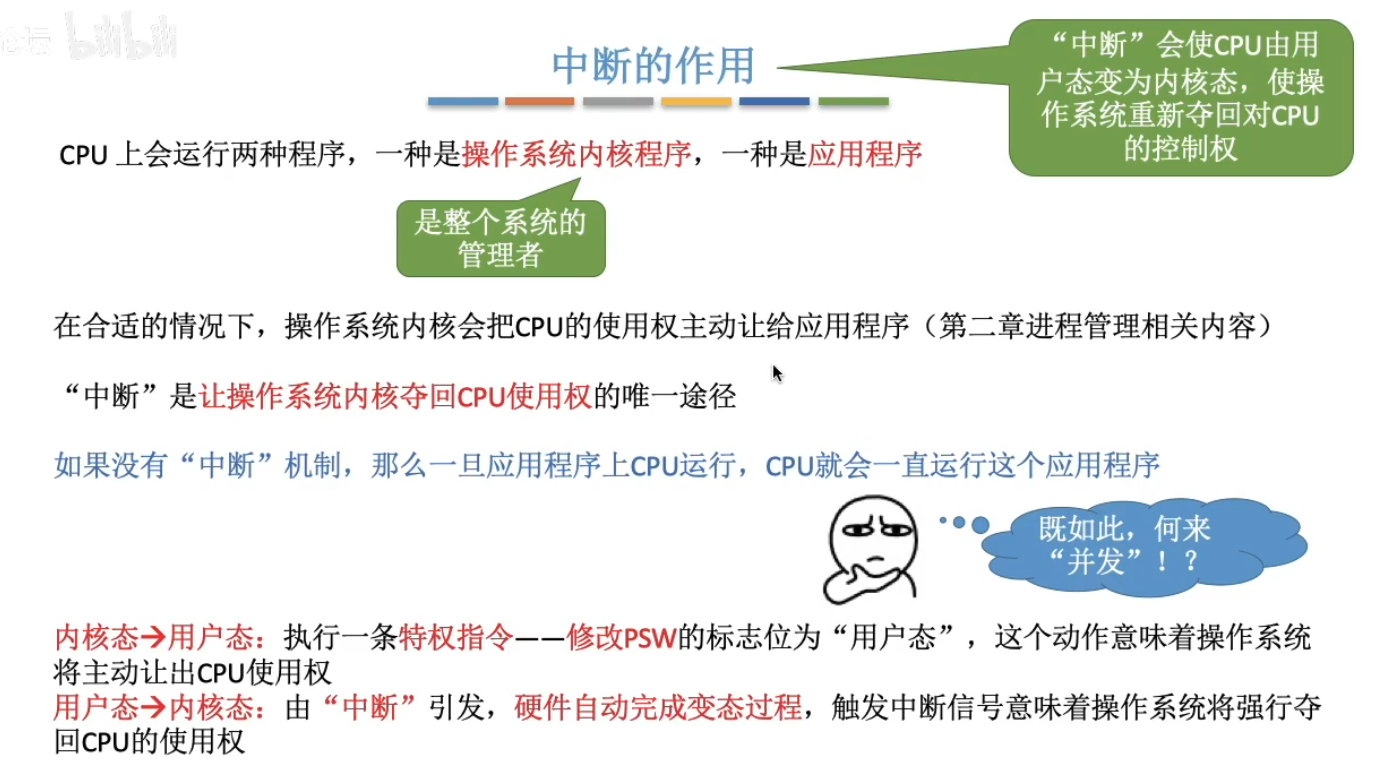 bilibili
中断的作用
“中断”会使CPU由用
户态变为内核态，使操
作系统重新夺回对CPU
的控制权
CPU 上会运行两种程序，一种是操作系统内核程序，一种是应用程序
是整个系统的
管理者
在合适的情况下，操作系统内核会把CPU的使用权主动让给应用程序（第二章进程管理相关内容）
“中断”是让操作系统内核夺回CPU使用权的唯一途径
如果没有“中断”机制，那么一旦应用程序上CPU运行，CPU就会一直运行这个应用程序
既如此，何来
“并发”！？
内核态→用户态：执行一条特权指令——修改PSW的标志位为“用户态”，这个动作意味着操作系统
将主动让出CPU使用权
用户态→内核态：由“中断”引发，硬件自动完成变态过程，触发中断信号意味着操作系统将强行夺
回CPU的使用权